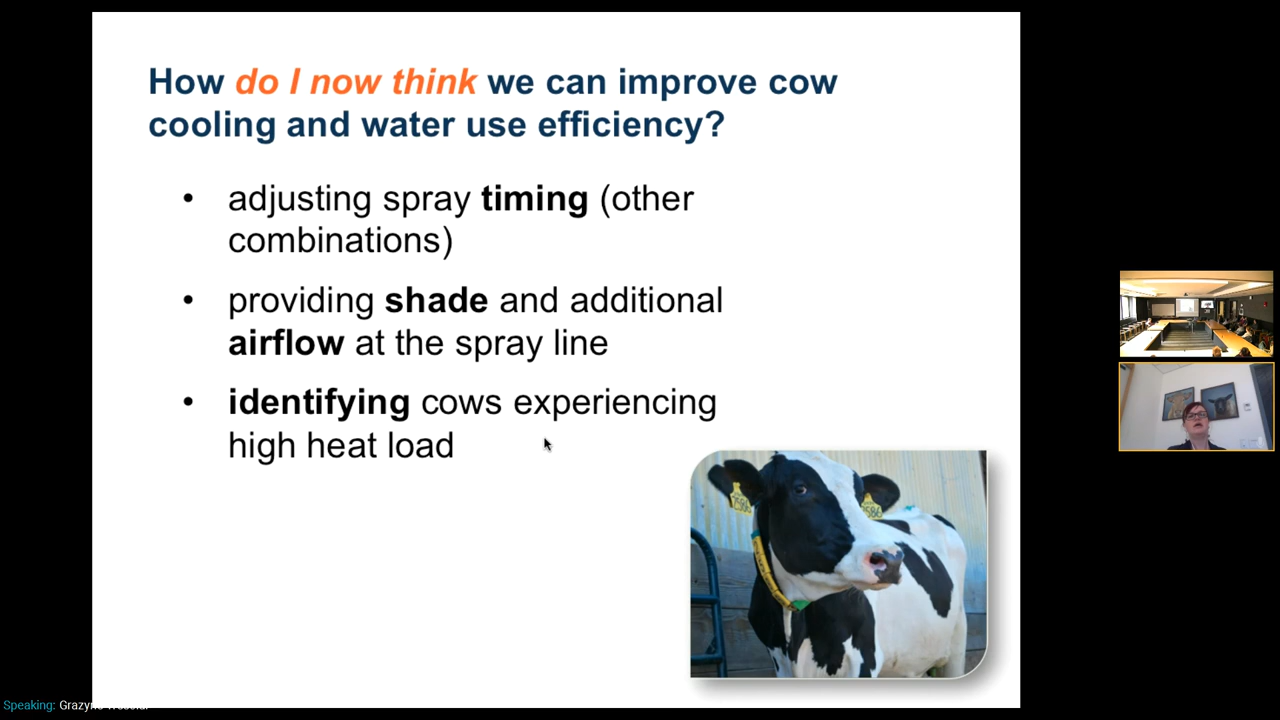 How do I now think we can improve cow
cooling and water use efficiency?
• adjusting spray timing (other
combinations)
• providing shade and additional
airflow at the spray line
• identifying cows experiencing
high heat load
Speaking: